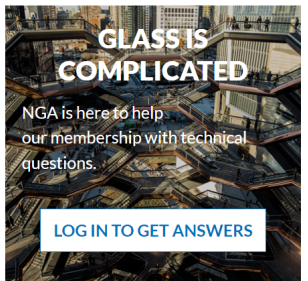 GLASS IS
COMPLICATED
NGA is here to help
our membership with technical
questions.
LOG IN TO GET ANSWERS